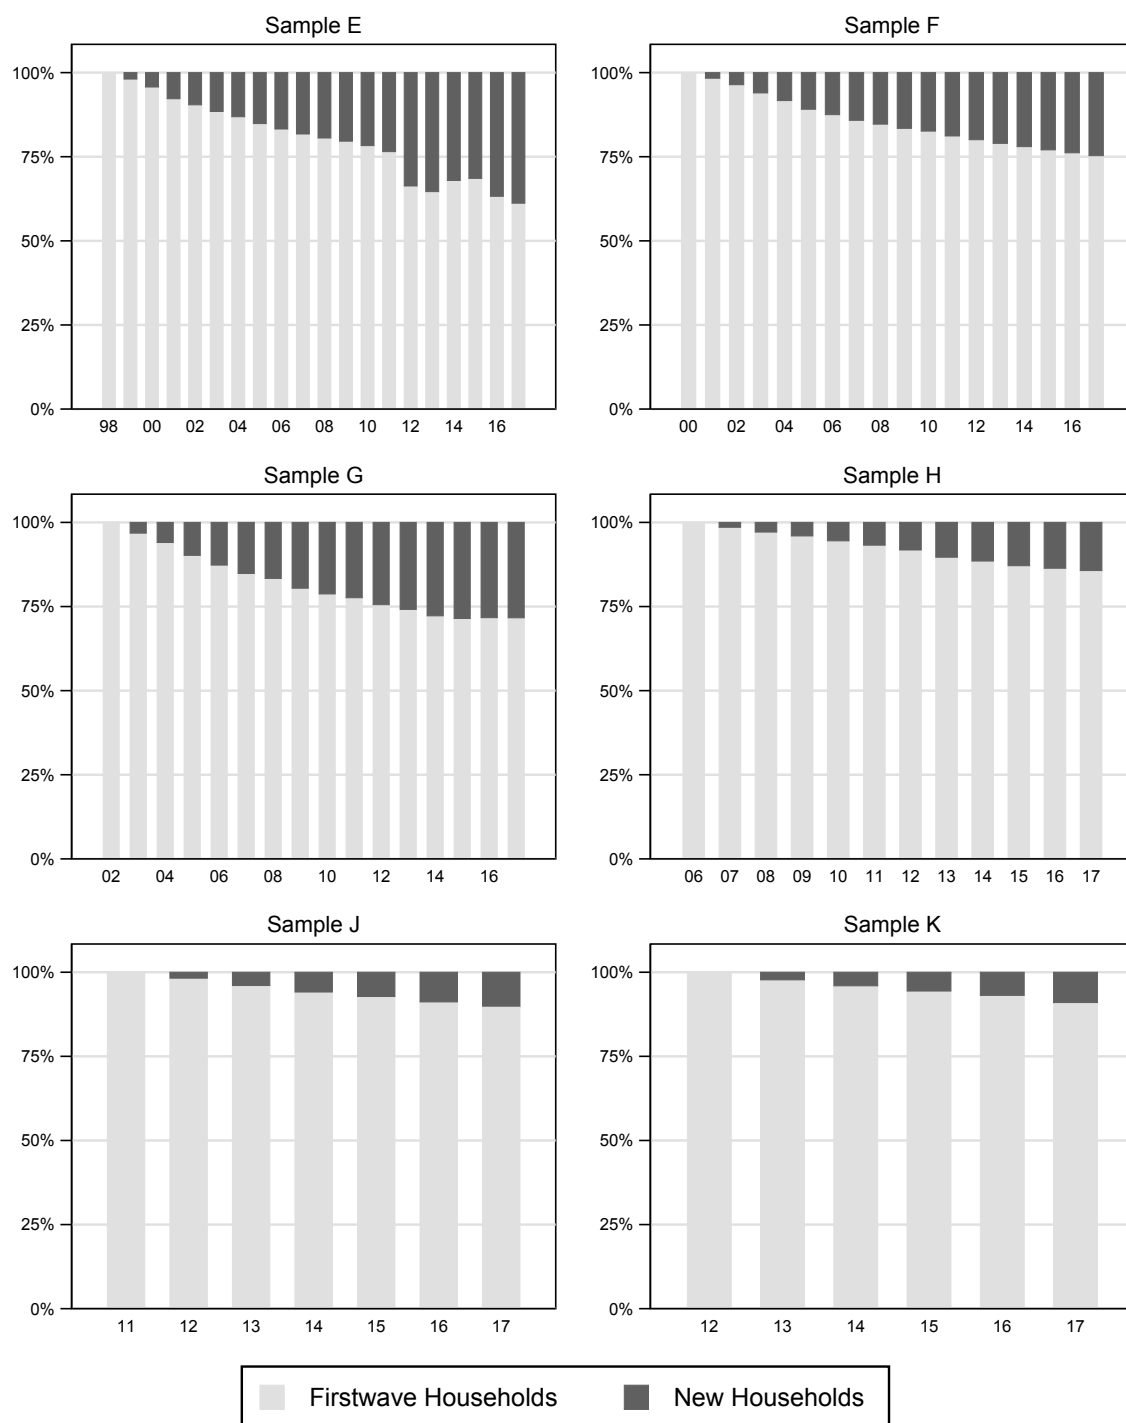 Sample E
100%
75%
50%
25%
0%
98 00 02 04 06 08 10 12 14 16
Sample F
100%
75%
50%
25%
0%
00 02 04 06 08 10 12 14 16
Sample G
100%
75%
50%
25%
0%
02 04 06 08 10 12 14 16
Sample H
100%
75%
50%
25%
0%
06 07 08 09 10 11 12 13 14 15 16 17
Sample J
100%
75%
50%
25%
0%
11 12 13 14 15 16 17
Sample K
100%
75%
50%
25%
0%
12 13 14 15 16 17
Firstwave Households New Households